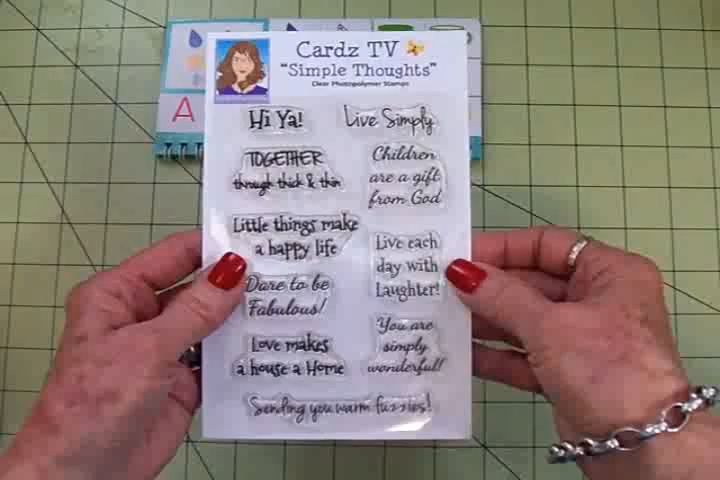 Cardz TV
"Simple Thoughts"
Clear Photopolymer Stamps
Hi Ya!
Live Simply
TOGETHER
through thick & thin
Children
are a gift
from God
Little things make
a happy life
Live each
day with
Laughter!
Dare to be
Fabulous!
You are
simply
wonderful!
Love makes
a house a Home
Sending you warm fuzzies!
A